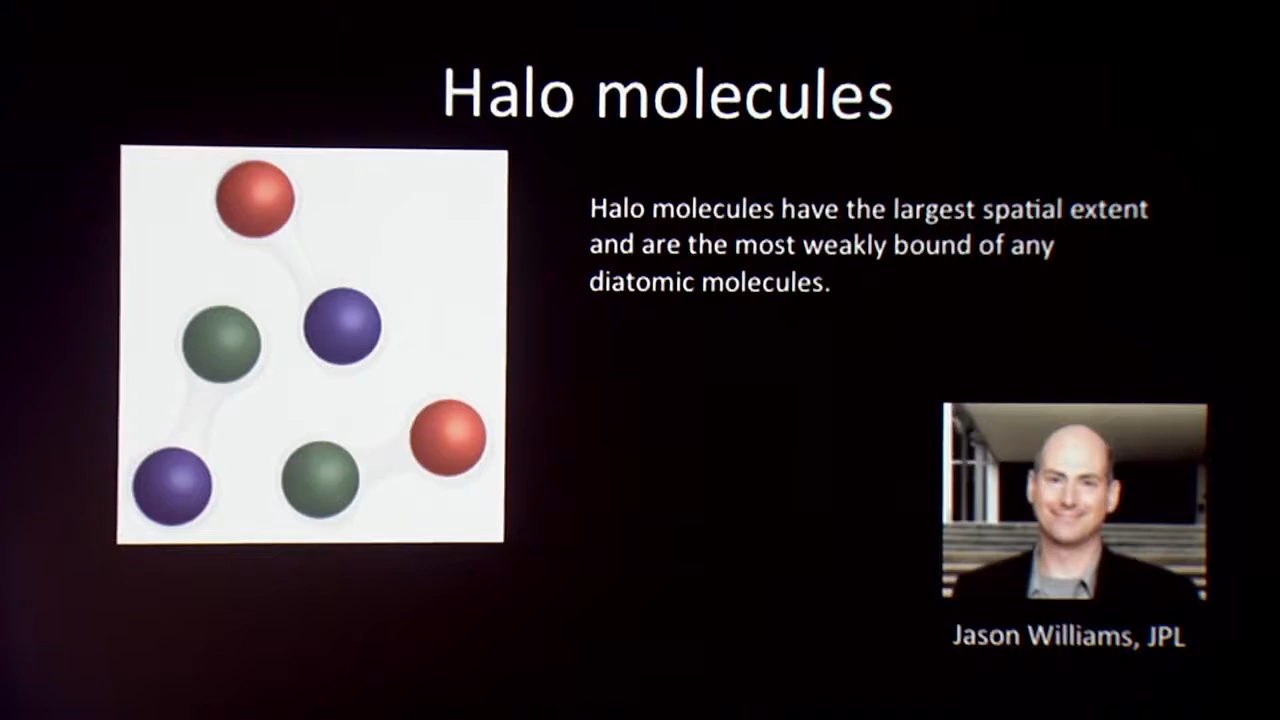 Halo molecules
Halo molecules have the largest spatial extent
and are the most weakly bound of any
diatomic molecules.
Jason Williams, JPL